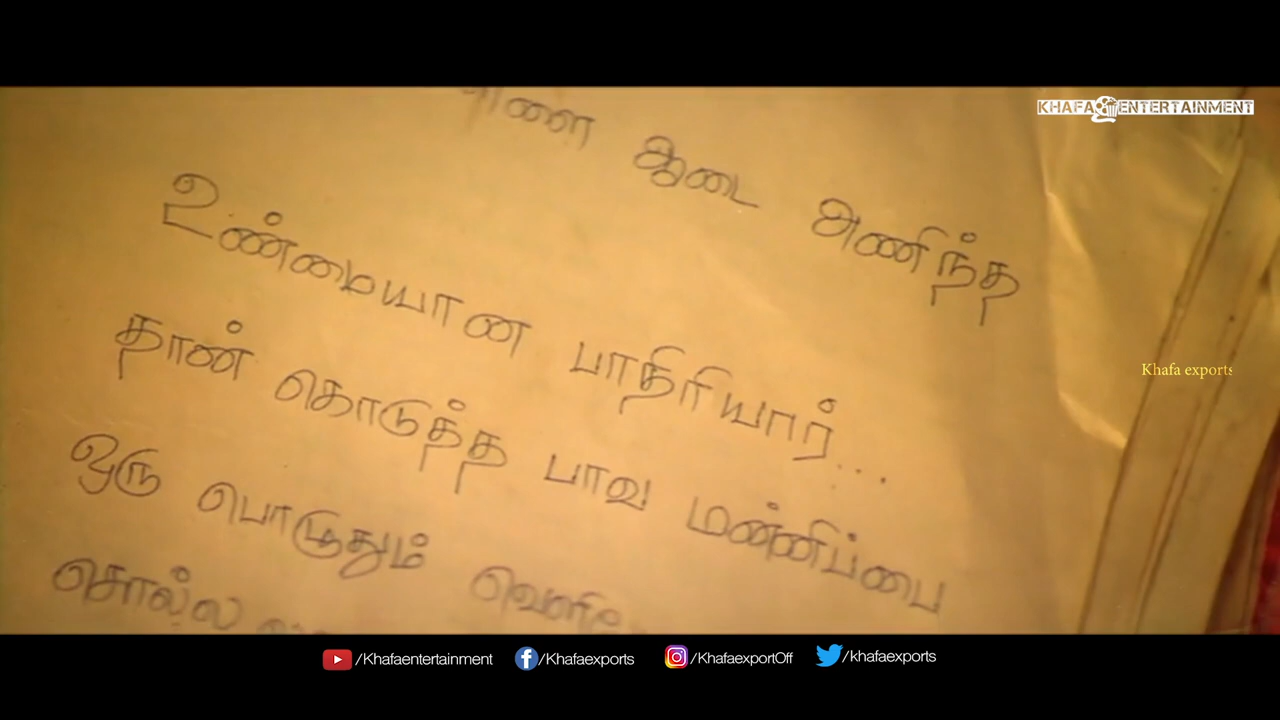 KHAFA ENTERTAINMENT
ஆடை அணிந்த
உண்மையான பாதிரியார்...
தான் கொடுத்த பாவ மன்னிப்பை
ஒரு பொடுதும்
சொல்ல
Khafa exports
/Khafaentertainment /Khafaexports /KhafaexportOff /khafaexports